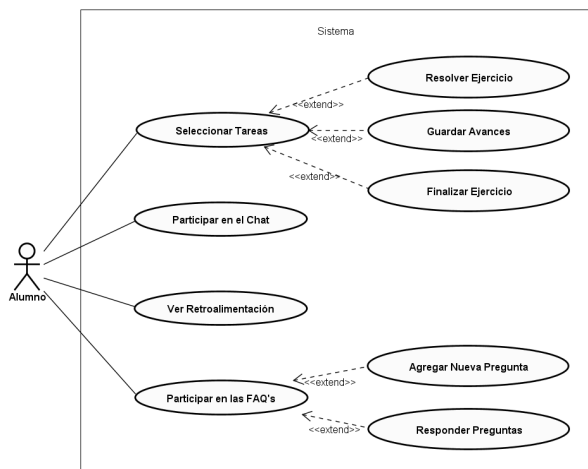 Sistema
Resolver Ejercicio
<<extend>>
Seleccionar Tareas
Guardar Avances
<<extend>>
<<extend>>
Finalizar Ejercicio
Participar en el Chat
Alumno
Ver Retroalimentación
Agregar Nueva Pregunta
<<extend>>
Participar en las FAQ's
<<extend>>
Responder Preguntas